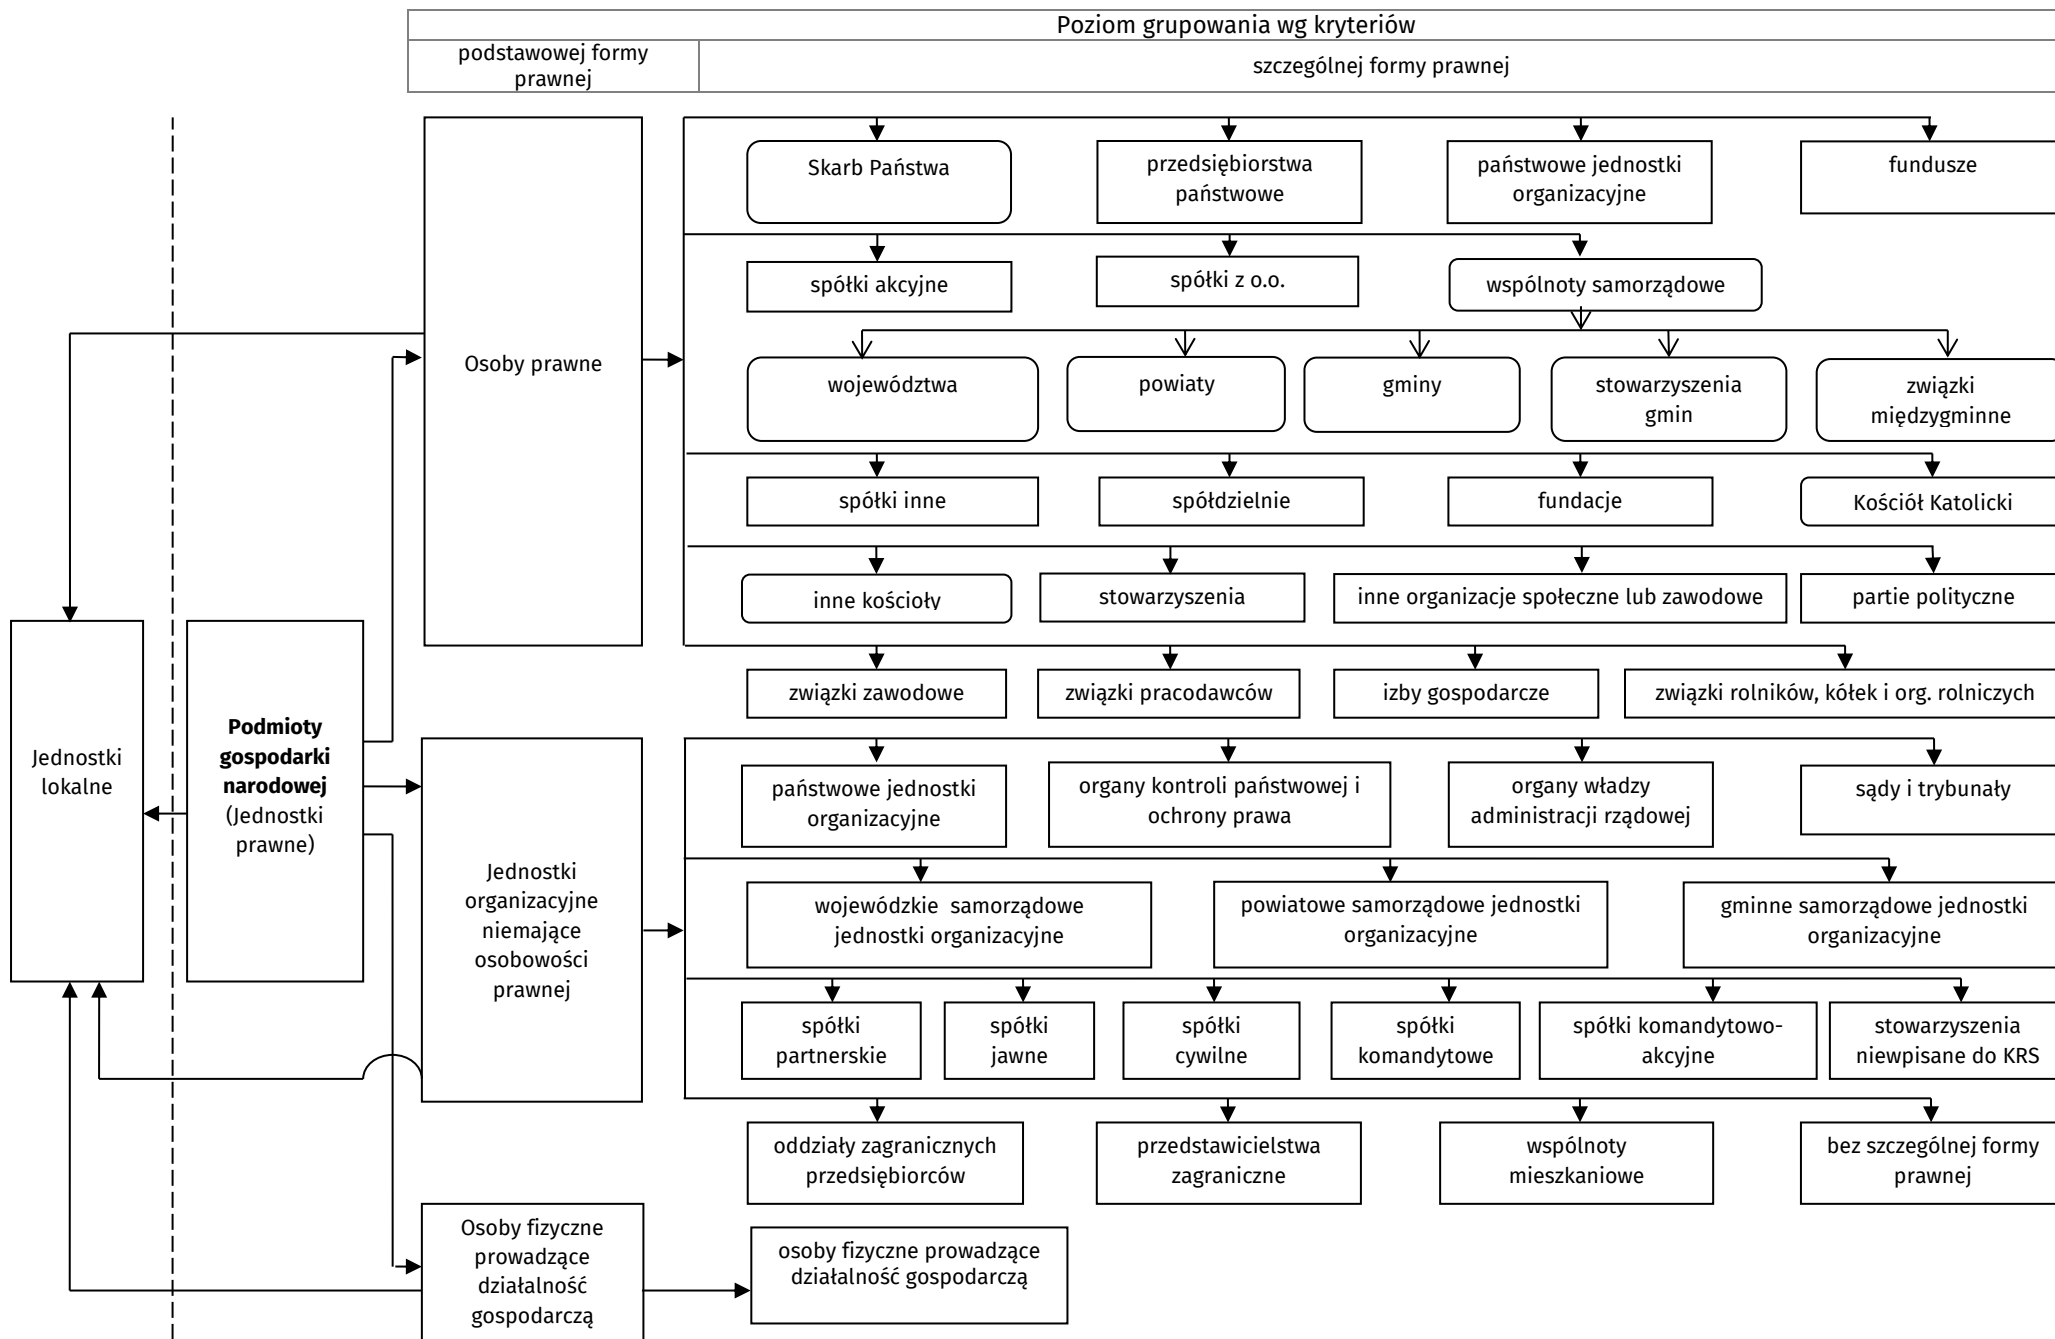 Poziom grupowania wg kryteriów
podstawowej formy
prawnej
szczególnej formy prawnej
Skarb Państwa
przedsiębiorstwa
państwowe
państwowe jednostki
organizacyjne
fundusze
spółki akcyjne
spółki z o.o.
wspólnoty samorządowe
Osoby prawne
województwa
powiaty
gminy
stowarzyszenia
gmin
związki
międzygminne
spółki inne
spółdzielnie
fundacje
Kościół Katolicki
inne kościoły
stowarzyszenia
inne organizacje społeczne lub zawodowe
partie polityczne
związki zawodowe
związki pracodawców
izby gospodarcze
związki rolników, kółek i org. rolniczych
Jednostki
lokalne
Podmioty
gospodarki
narodowej
(Jednostki
prawne)
państwowe jednostki
organizacyjne
organy kontroli państwowej i
ochrony prawa
organy władzy
administracji rządowej
sądy i trybunały
Jednostki
organizacyjne
niemające
osobowości
prawnej
wojewódzkie samorządowe
jednostki organizacyjne
powiatowe samorządowe jednostki
organizacyjne
gminne samorządowe jednostki
organizacyjne
spółki
partnerskie
spółki
jawne
spółki
cywilne
spółki
komandytowe
spółki komandytowo-
akcyjne
stowarzyszenia
niewpisane do KRS
oddziały zagranicznych
przedsiębiorców
przedstawicielstwa
zagraniczne
wspólnoty
mieszkaniowe
bez szczególnej formy
prawnej
Osoby fizyczne
prowadzące
działalność
gospodarczą
osoby fizyczne prowadzące
działalność gospodarczą